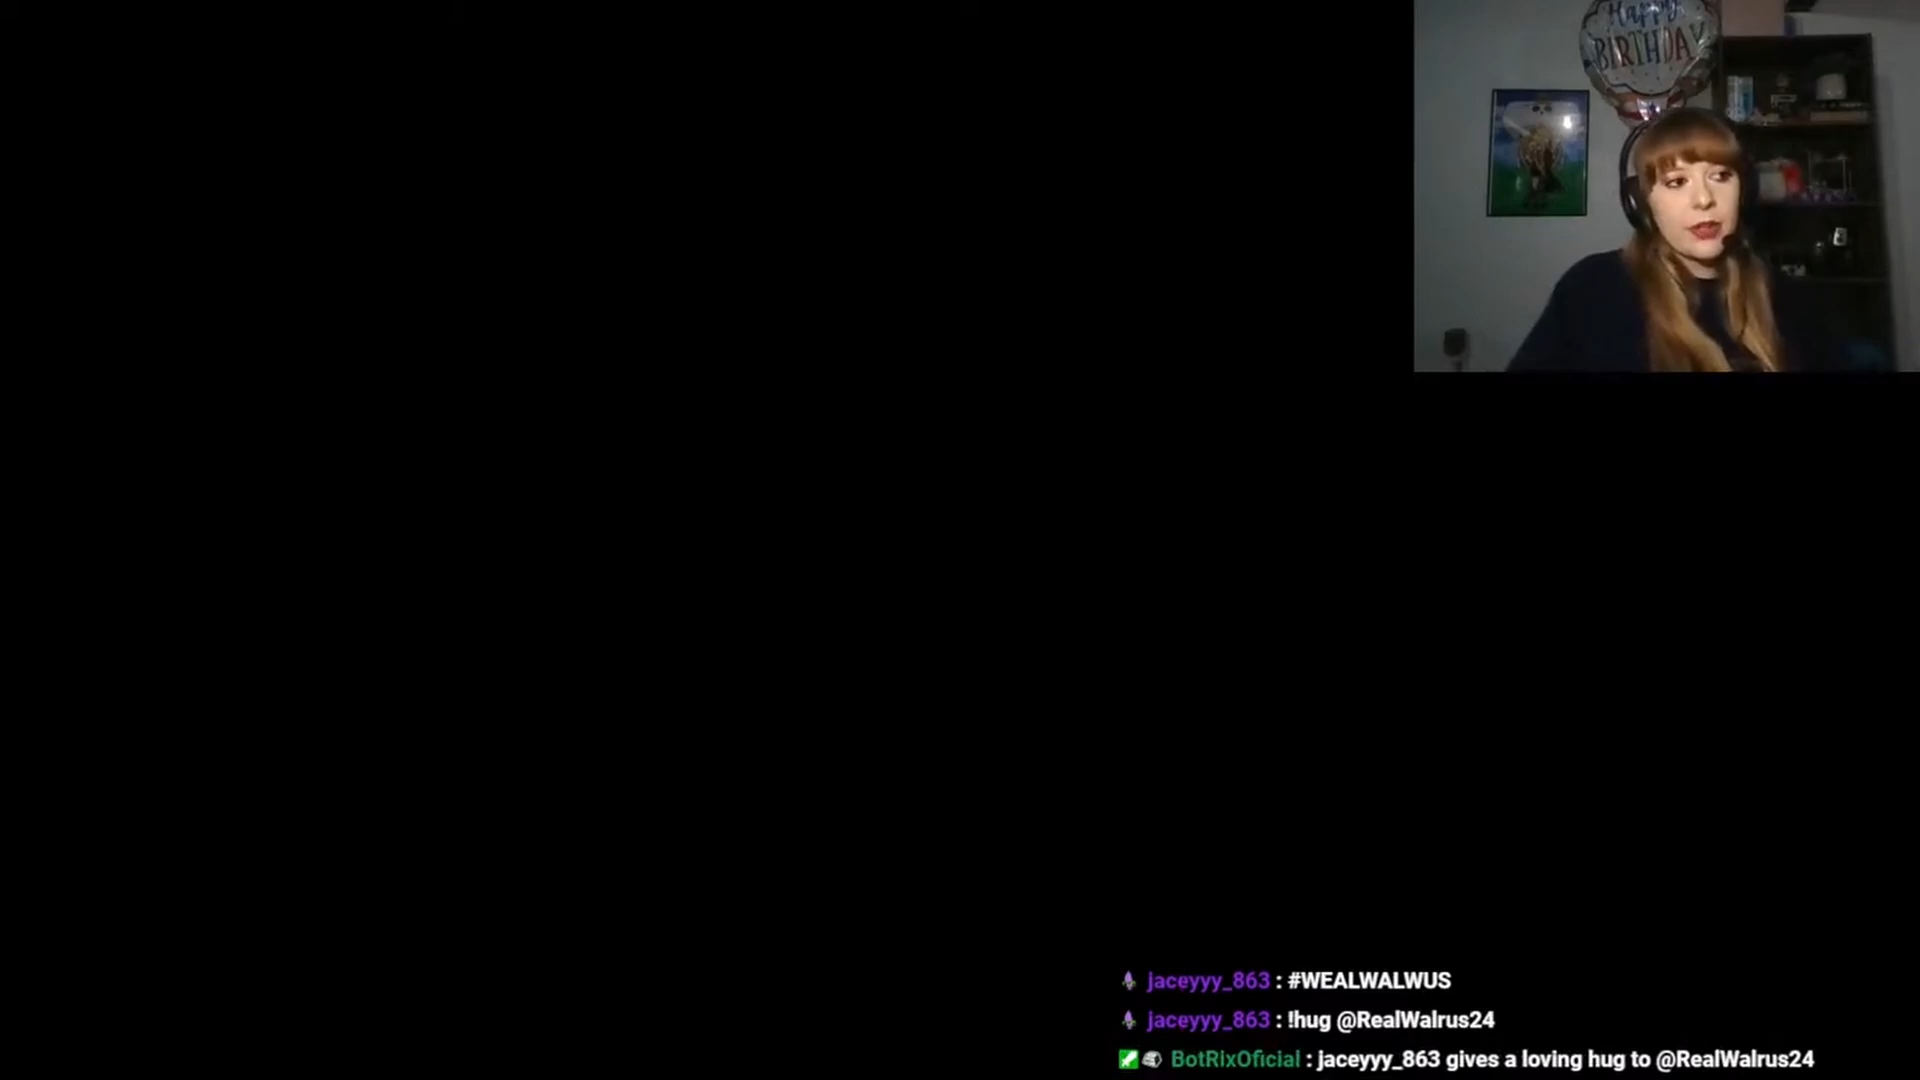 Happy
BIRTHDAY
jaceyyy_863 : #WEALWALWUS
jaceyyy_863 : !hug @RealWalrus24
BotRixOficial : jaceyyy_863 gives a loving hug to @RealWalrus24